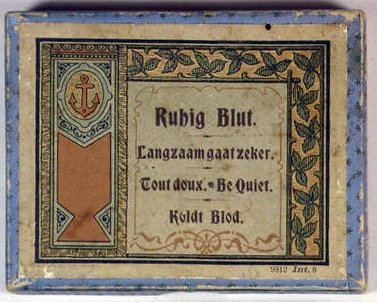 Ruhig Blut.
Langzaam gaat zeker.
Tout doux. - Be Quiet.
Koldt Blod.
9912 Int. 8